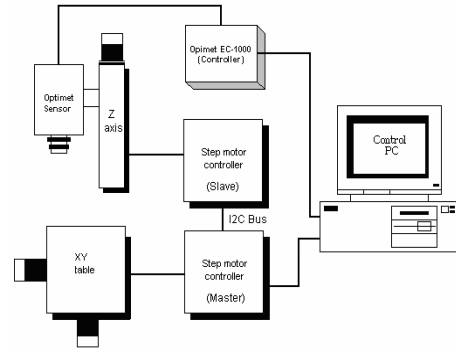 Opimet EC-1000
(Controller)
Optimet
Sensor
Z
axis
Step motor
controller
(Slave)
Control
PC
I2C Bus
XY
table
Step motor
controller
(Master)